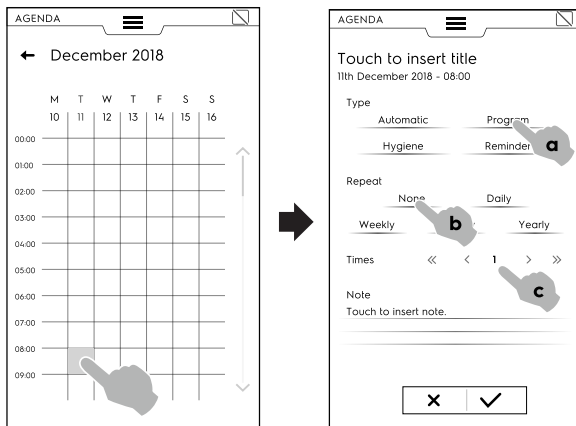 AGENDA
December 2018
M T W T F S S
10 11 12 13 14 15 16
00:00
01:00
02:00
03:00
04:00
05:00
06:00
07:00
08:00
09:00
AGENDA
Touch to insert title
11th December 2018 - 08:00
Type
Automatic Program
Hygiene Reminder
a
Repeat
None Daily
Weekly Yearly
b
Times « < 1 > »
c
Note
Touch to insert note.